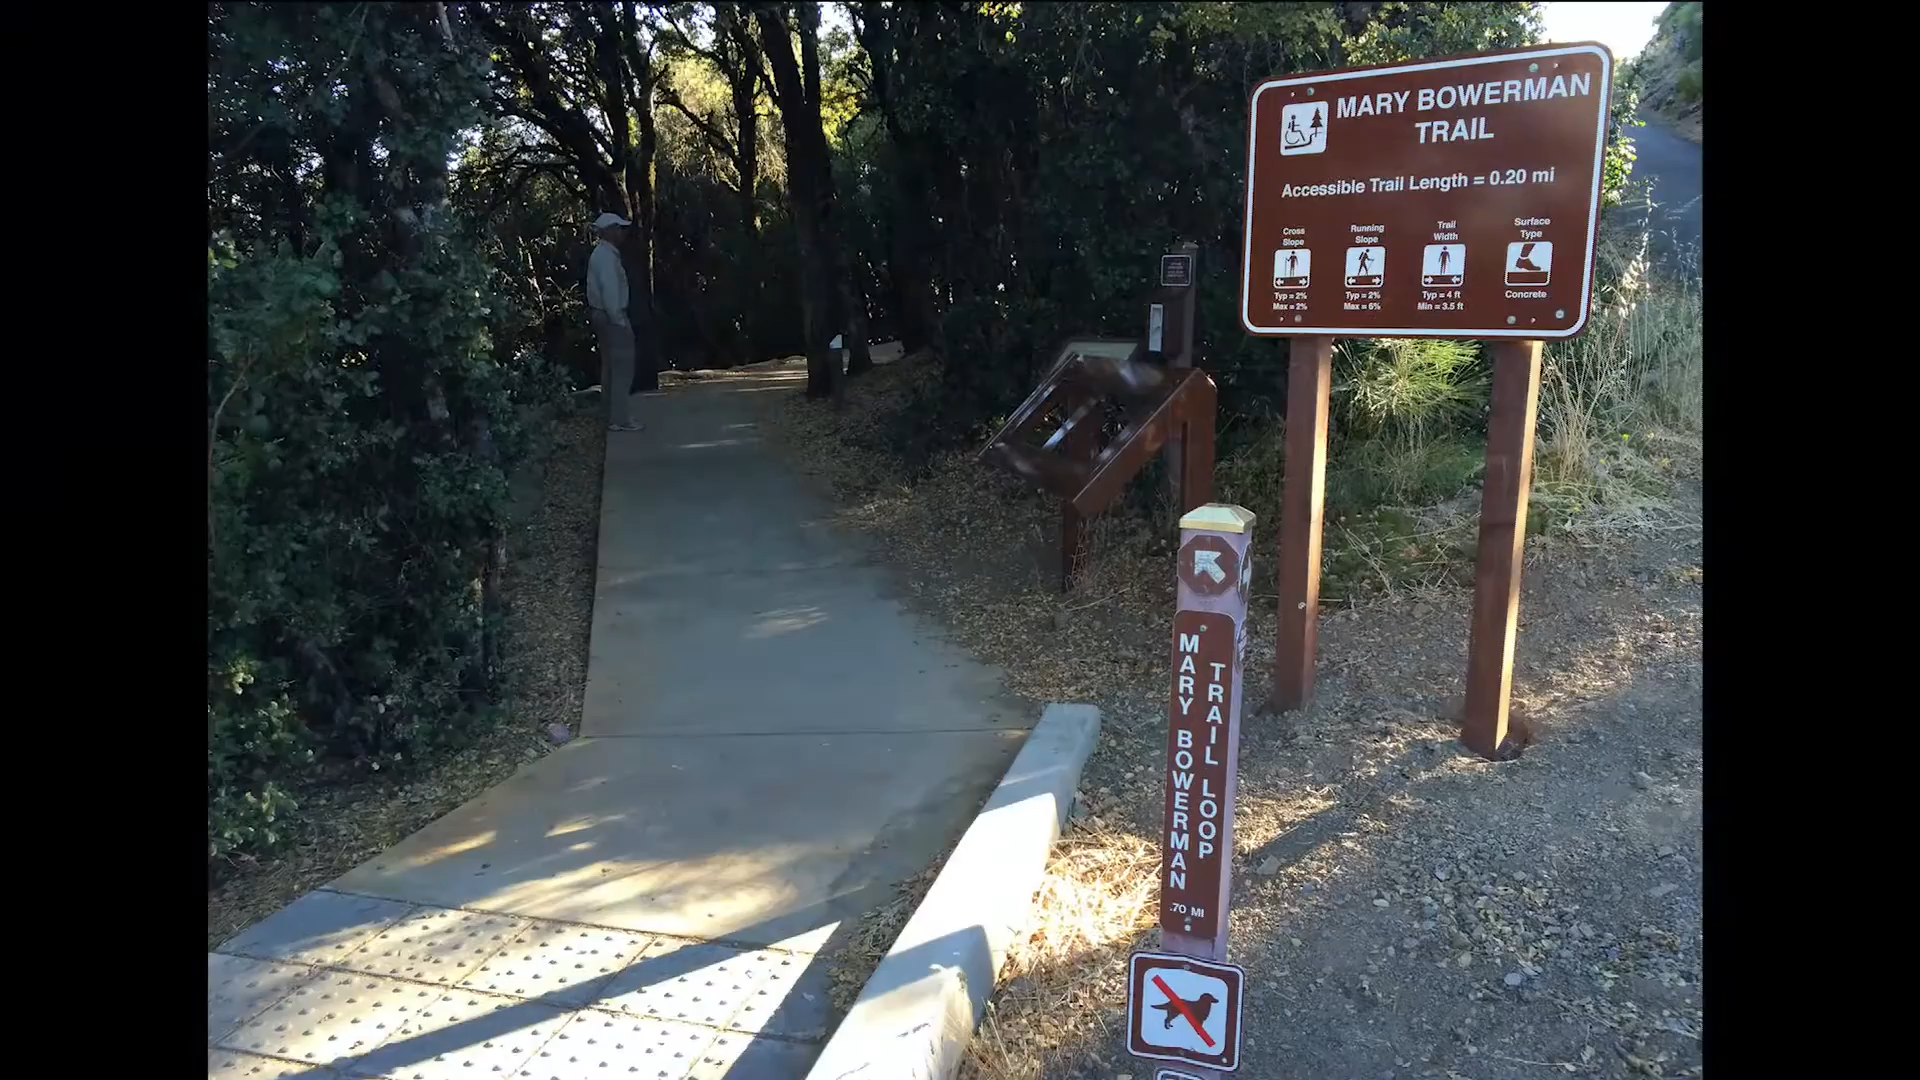 MARY BOWERMAN
TRAIL
Accessible Trail Length = 0.20 mi
Cross
Slope
Typ = 2%
Max = 2%
Running
Slope
Typ = 2%
Max = 6%
Trail
Width
Typ = 4 ft
Min = 3.5 ft
Surface
Type
Concrete
MARY BOWERMAN
TRAIL LOOP
.70 MI